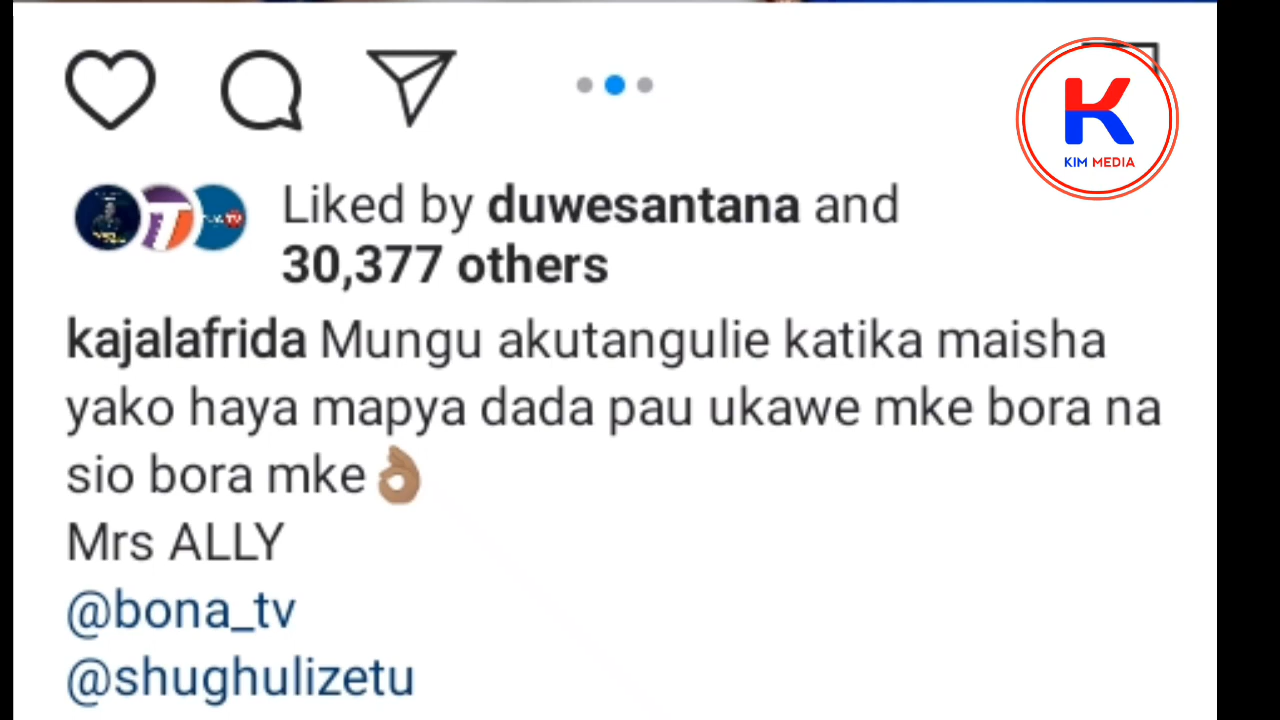 K
KIM MEDIA
TV
Liked by duwesantana and
30,377 others
kajalafrida Mungu akutangulie katika maisha
yako haya mapya dada pau ukawe mke bora na
sio bora mke👌🏽
Mrs ALLY
@bona_tv
@shughulizetu